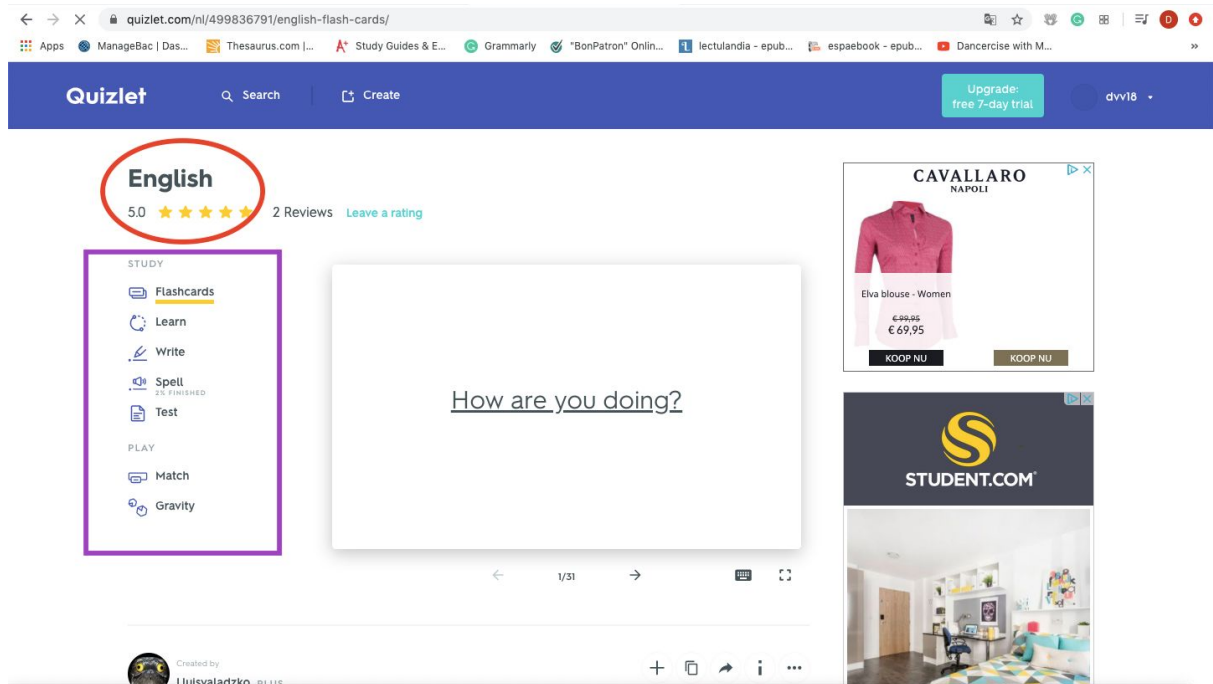 quizlet.com/nl/499836791/english-flash-cards/
D
Apps ManageBac | Das... Thesaurus.com |... A+ Study Guides & E... Grammarly "BonPatron" Onlin... lectulandia - epub... espaebook - epub... Dancercise with M... »
Quizlet Search Create Upgrade: free 7-day trial dvv18
English
5.0 2 Reviews Leave a rating
STUDY
Flashcards
Learn
Write
Spell
2% FINISHED
Test
PLAY
Match
Gravity
How are you doing?
1/31
Created by
PLUS
CAVALLARO
NAPOLI
Elva blouse - Women
€ 99,95
€ 69,95
KOOP NU KOOP NU
STUDENT.COM